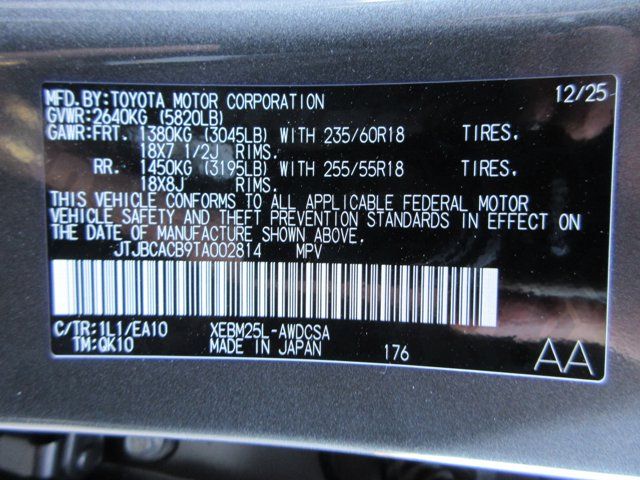 MFD.BY:TOYOTA MOTOR CORPORATION 12/25
GVWR:2640KG (5820LB)
GAWR:FRT. 1380KG (3045LB) WITH 235/60R18 TIRES.
18X7 1/2J RIMS.
RR. 1450KG (3195LB) WITH 255/55R18 TIRES.
18X8J RIMS.
THIS VEHICLE CONFORMS TO ALL APPLICABLE FEDERAL MOTOR
VEHICLE SAFETY AND THEFT PREVENTION STANDARDS IN EFFECT ON
THE DATE OF MANUFACTURE SHOWN ABOVE.
JTJBCACB9TA002814 MPV
C/TR:1L1/EA10 XEBM25L-AWDCSA
TM:QK10 MADE IN JAPAN 176 AA